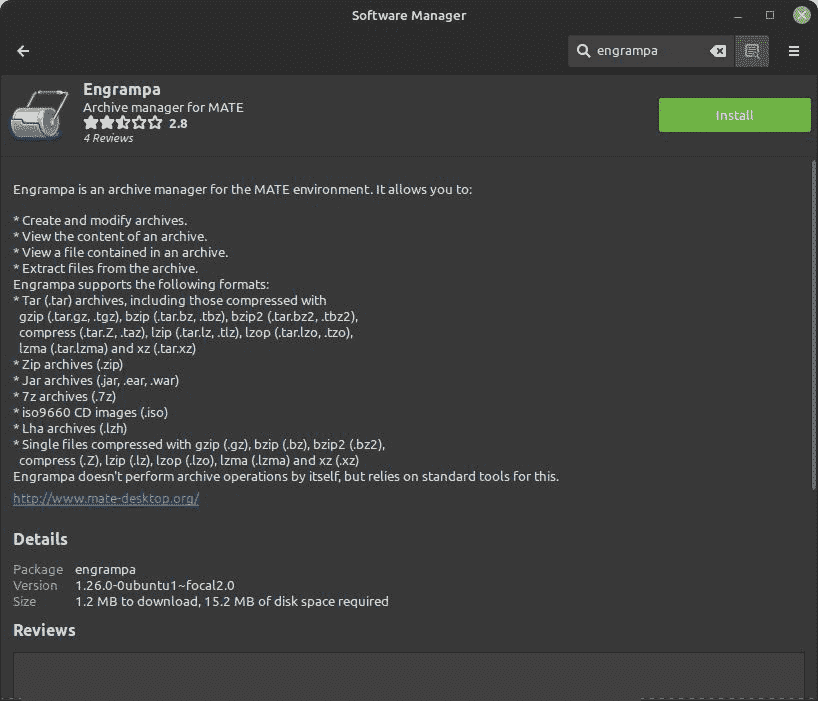 Software Manager
engrampa
Engrampa
Archive manager for MATE
2.8
4 Reviews
Install
Engrampa is an archive manager for the MATE environment. It allows you to:
* Create and modify archives.
* View the content of an archive.
* View a file contained in an archive.
* Extract files from the archive.
Engrampa supports the following formats:
* Tar (.tar) archives, including those compressed with
gzip (.tar.gz, .tgz), bzip (.tar.bz, .tbz), bzip2 (.tar.bz2, .tbz2),
compress (.tar.Z, .taz), lzip (.tar.lz, .tlz), lzop (.tar.lzo, .tzo),
lzma (.tar.lzma) and xz (.tar.xz)
* Zip archives (.zip)
* Jar archives (.jar, .ear, .war)
* 7z archives (.7z)
* iso9660 CD images (.iso)
* Lha archives (.lzh)
* Single files compressed with gzip (.gz), bzip (.bz), bzip2 (.bz2),
compress (.Z), lzip (.lz), lzop (.lzo), lzma (.lzma) and xz (.xz)
Engrampa doesn't perform archive operations by itself, but relies on standard tools for this.
http://www.mate-desktop.org/
Details
Package engrampa
Version 1.26.0-0ubuntu1~focal2.0
Size 1.2 MB to download, 15.2 MB of disk space required
Reviews